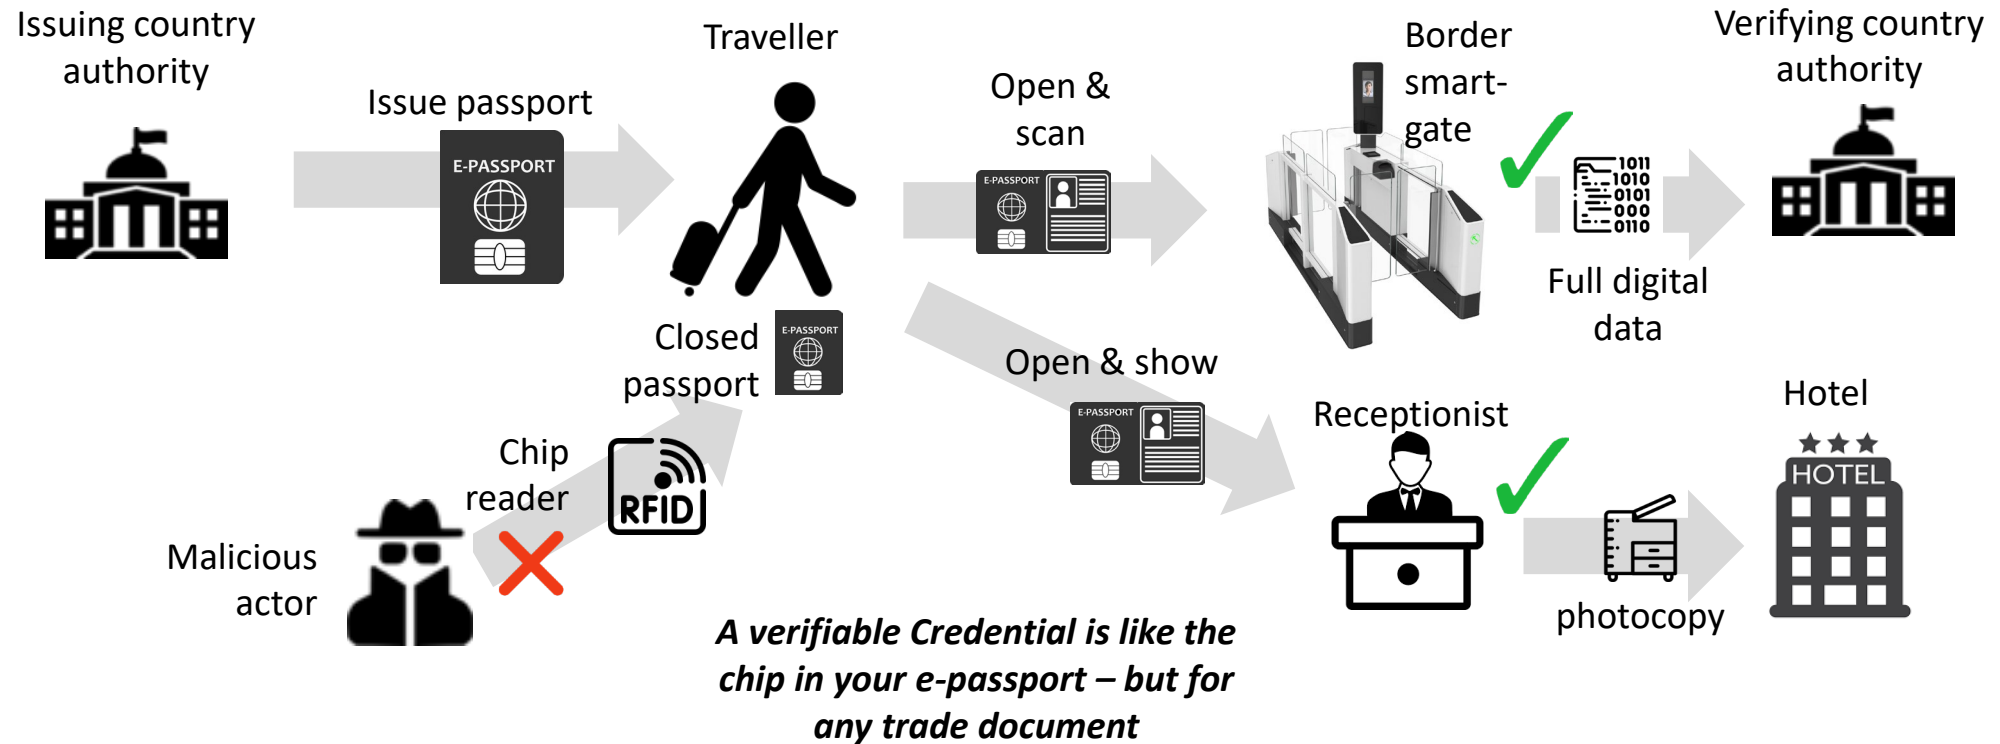 Issuing country
authority
Issue passport
E-PASSPORT
Traveller
Closed
passport
E-PASSPORT
Open &
scan
E-PASSPORT
Border
smart-
gate
1011
1010
0101
000
0110
Full digital
data
Verifying country
authority
Open & show
E-PASSPORT
Receptionist
photocopy
Hotel
HOTEL
Chip
reader
RFID
Malicious
actor
A verifiable Credential is like the
chip in your e-passport – but for
any trade document